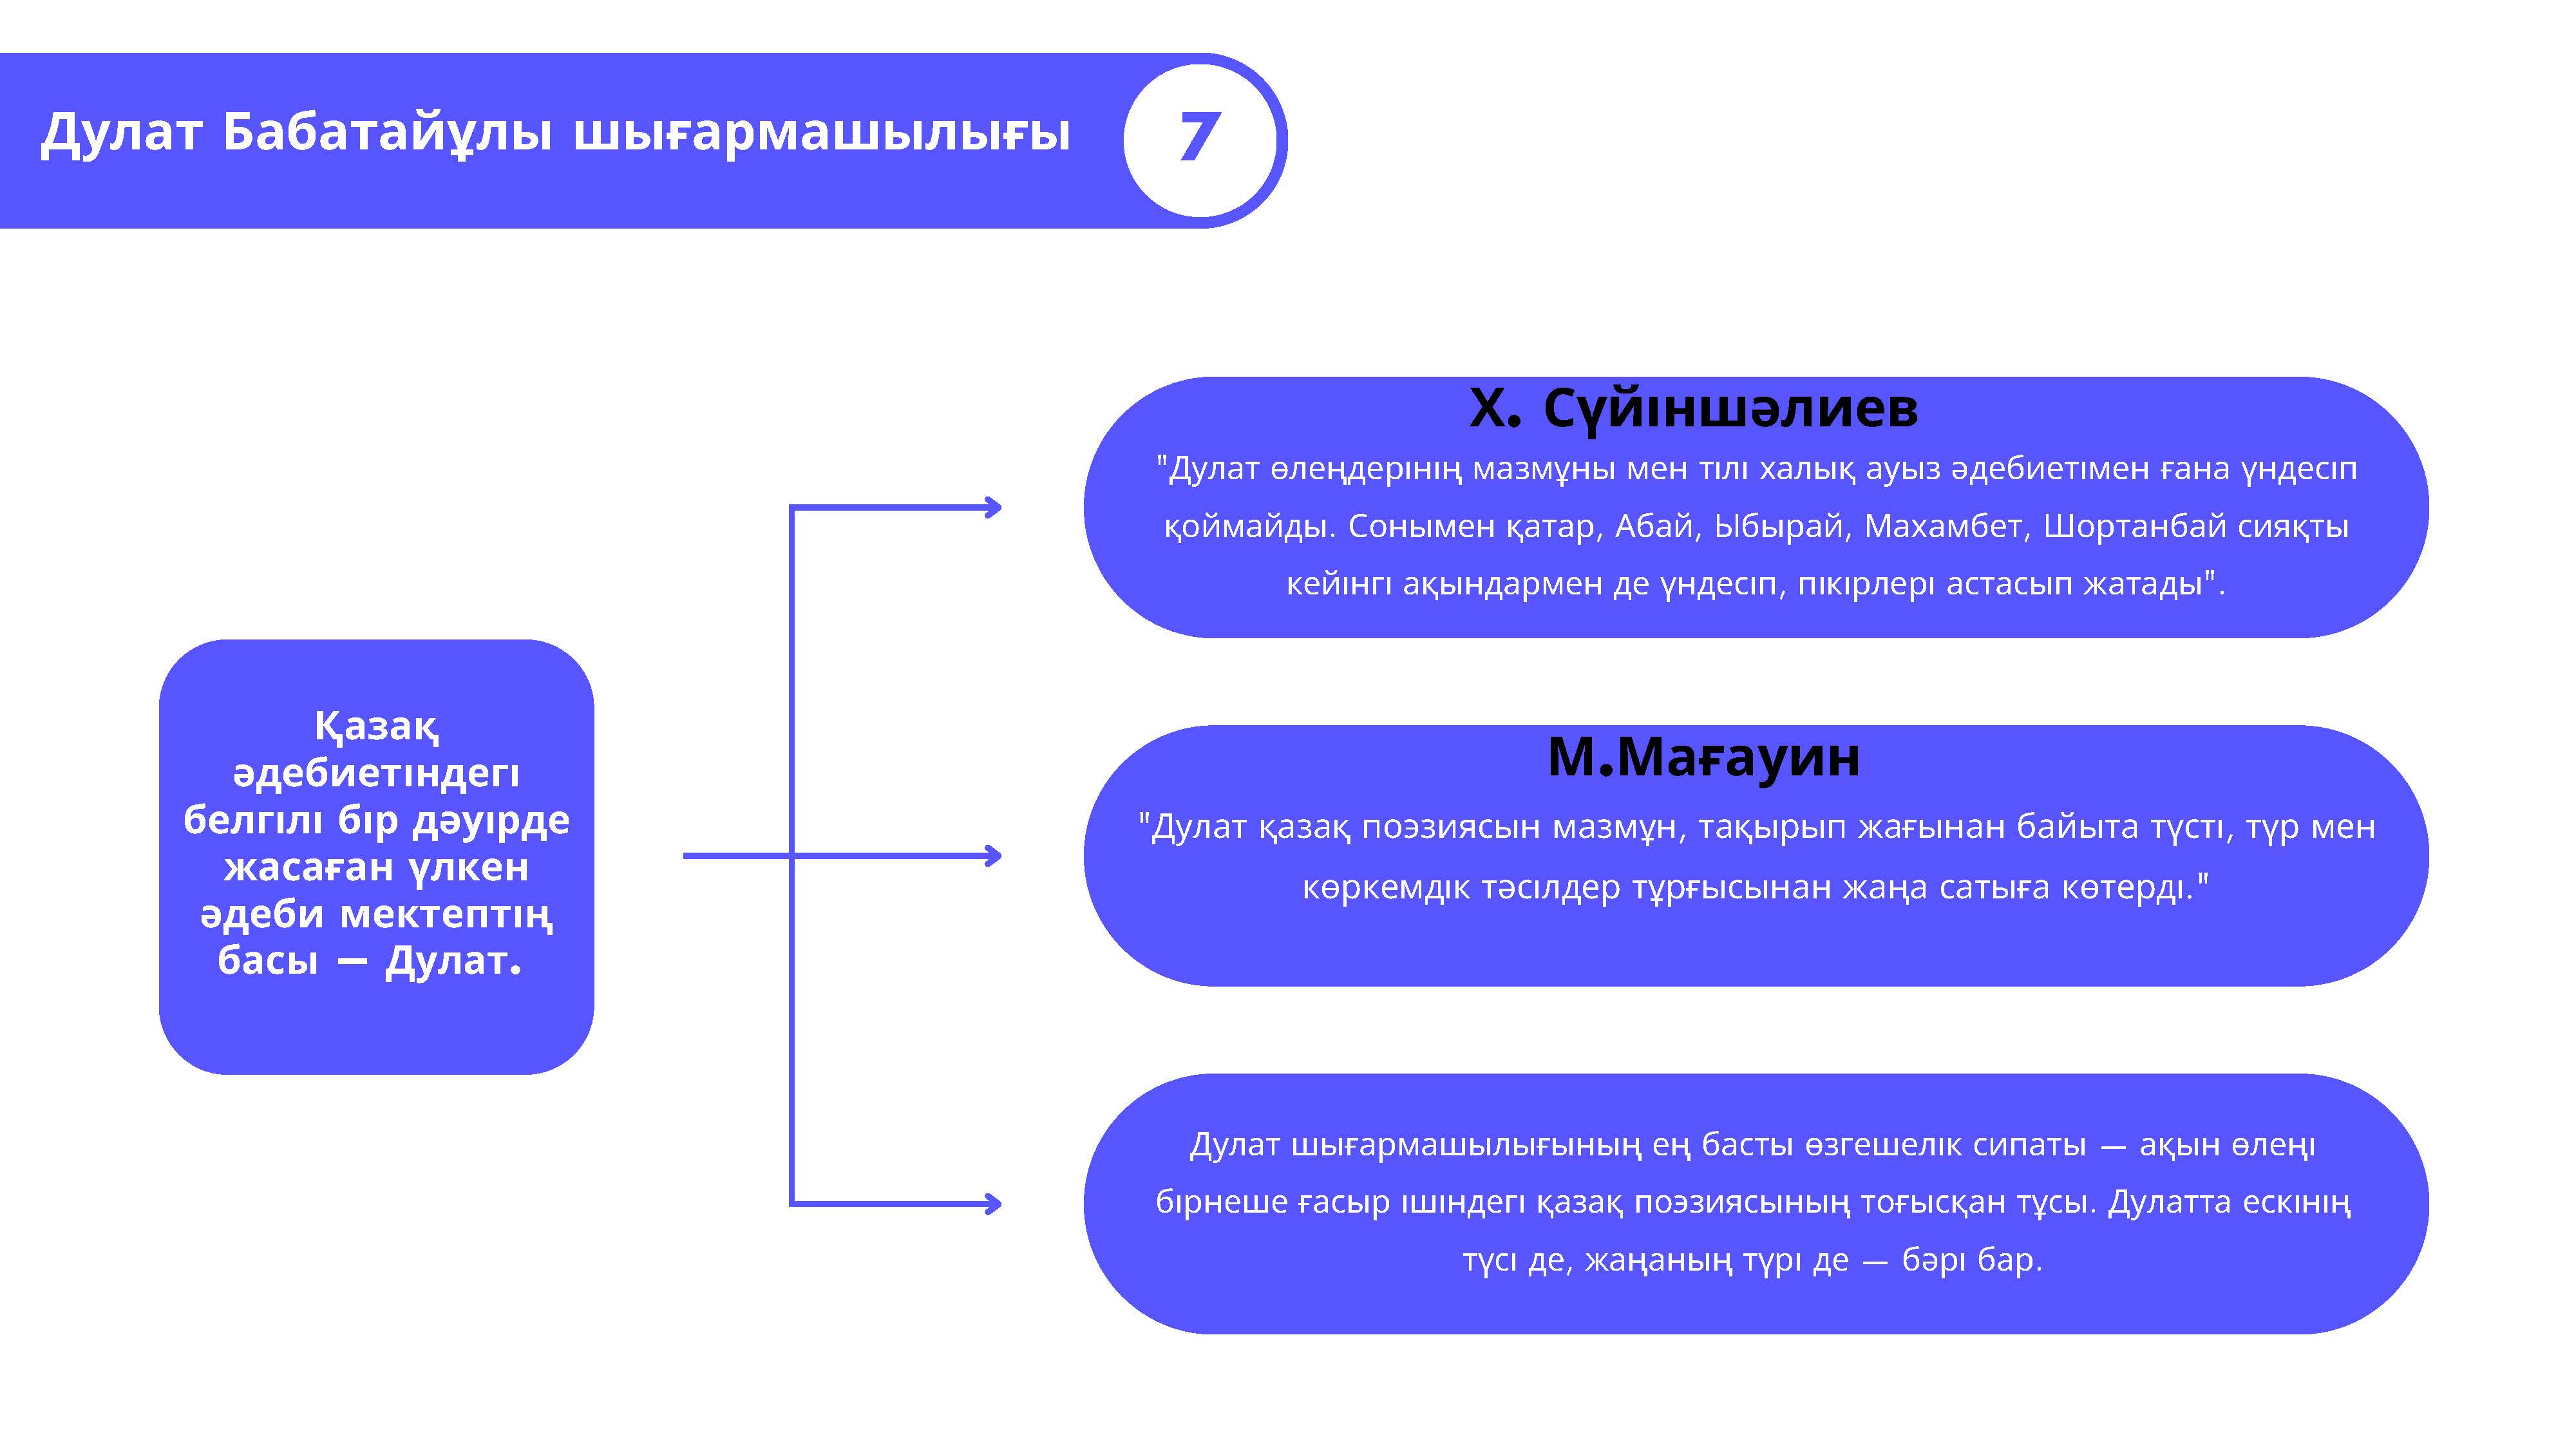 Дулат Бабатайұлы шығармашылығы
7
Қазақ
әдебиетіндегі
белгілі бір дәуірде
жасаған үлкен
әдеби мектептің
басы – Дулат.
Х. Сүйіншәлиев
"Дулат өлеңдерінің мазмұны мен тілі халық ауыз әдебиетімен ғана үндесіп
қоймайды. Сонымен қатар, Абай, Ыбырай, Махамбет, Шортанбай сияқты
кейінгі ақындармен де үндесіп, пікірлері астасып жатады".
М.Мағауин
"Дулат қазақ поэзиясын мазмұн, тақырып жағынан байыта түсті, түр мен
көркемдік тәсілдер тұрғысынан жаңа сатыға көтерді."
Дулат шығармашылығының ең басты өзгешелік сипаты — ақын өлеңі
бірнеше ғасыр ішіндегі қазақ поэзиясының тоғысқан тұсы. Дулатта ескінің
түсі де, жаңаның түрі де — бәрі бар.